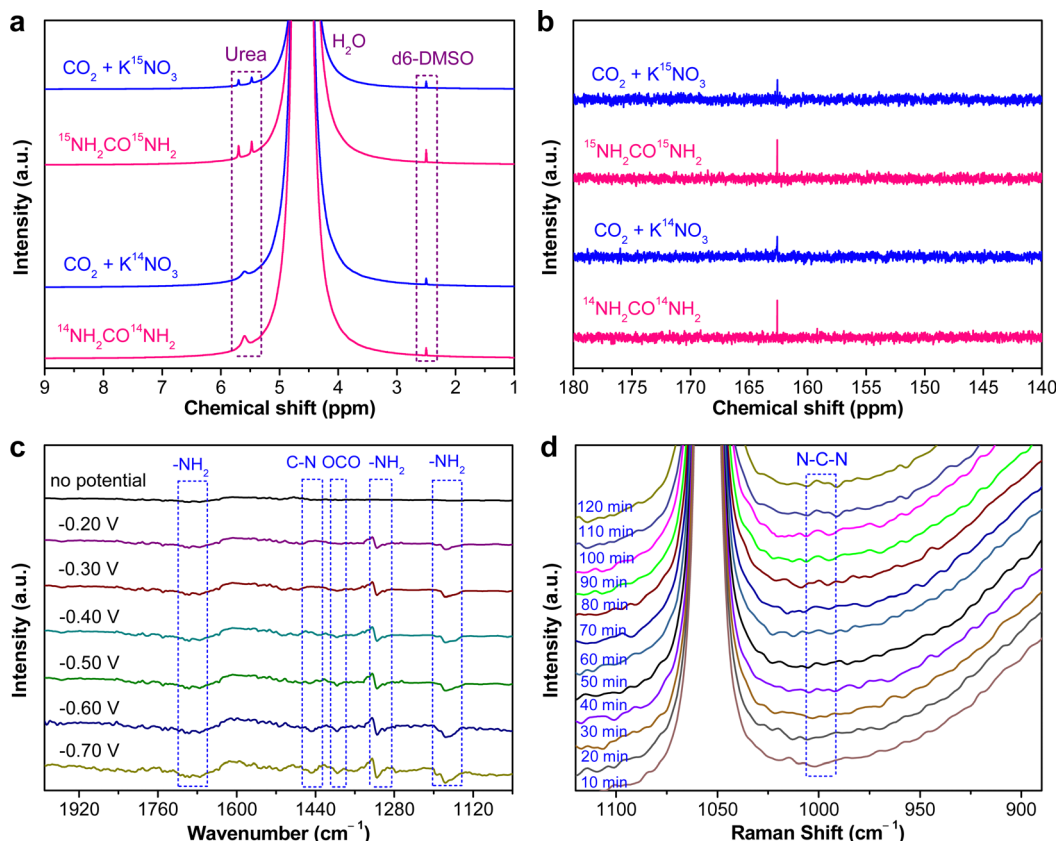 a
Urea
H₂O
d6-DMSO
CO₂ + K¹⁵NO₃
¹⁵NH₂CO¹⁵NH₂
CO₂ + K¹⁴NO₃
¹⁴NH₂CO¹⁴NH₂
Intensity (a.u.)
9 8 7 6 5 4 3 2 1
Chemical shift (ppm)
b
CO₂ + K¹⁵NO₃
¹⁵NH₂CO¹⁵NH₂
CO₂ + K¹⁴NO₃
¹⁴NH₂CO¹⁴NH₂
Intensity (a.u.)
180 175 170 165 160 155 150 145 140
Chemical shift (ppm)
c
-NH₂ C-N OCO -NH₂ -NH₂
no potential
-0.20 V
-0.30 V
-0.40 V
-0.50 V
-0.60 V
-0.70 V
Intensity (a.u.)
1920 1760 1600 1440 1280 1120
Wavenumber (cm⁻¹)
d
N-C-N
120 min
110 min
100 min
90 min
80 min
70 min
60 min
50 min
40 min
30 min
20 min
10 min
Intensity (a.u.)
1100 1050 1000 950 900
Raman Shift (cm⁻¹)